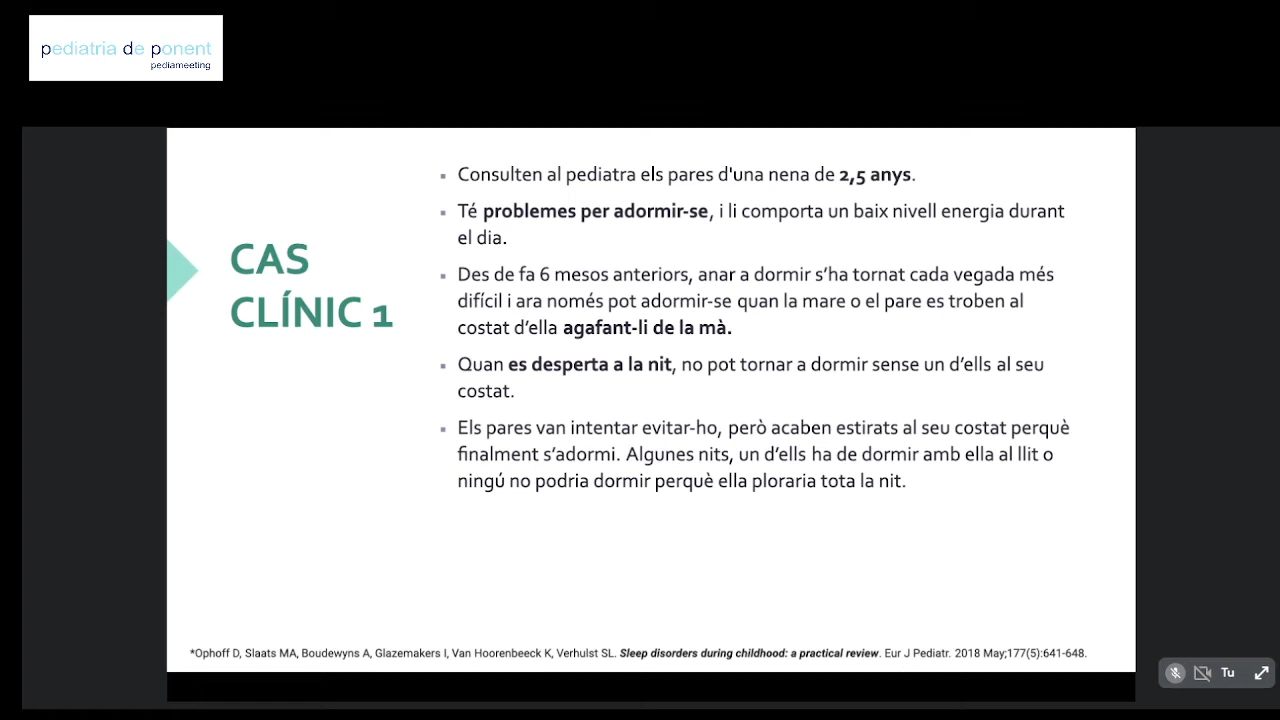 pediatria de ponent
pediameeting
CAS
CLÍNIC 1
Consulten al pediatra els pares d'una nena de 2,5 anys.
Té problemes per adormir-se, i li comporta un baix nivell energia durant
el dia.
Des de fa 6 mesos anteriors, anar a dormir s’ha tornat cada vegada més
difícil i ara només pot adormir-se quan la mare o el pare es troben al
costat d’ella agafant-li de la mà.
Quan es desperta a la nit, no pot tornar a dormir sense un d’ells al seu
costat.
Els pares van intentar evitar-ho, però acaben estirats al seu costat perquè
finalment s’adormi. Algunes nits, un d’ells ha de dormir amb ella al llit o
ningú no podria dormir perquè ella ploraria tota la nit.
*Ophoff D, Slaats MA, Boudewyns A, Glazemakers I, Van Hoorenbeeck K, Verhulst SL. Sleep disorders during childhood: a practical review. Eur J Pediatr. 2018 May;177(5):641-648.
Tu